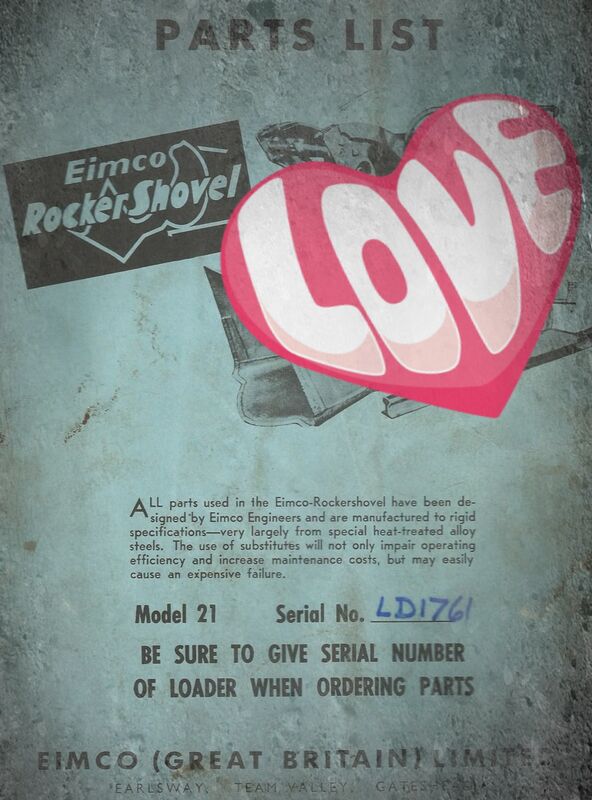 PARTS LIST
Eimco
RockerShovel
LOVE
ALL parts used in the Eimco-Rockershovel have been de-
signed by Eimco Engineers and are manufactured to rigid
specifications—very largely from special heat-treated alloy
steels. The use of substitutes will not only impair operating
efficiency and increase maintenance costs, but may easily
cause an expensive failure.
Model 21 Serial No. LD1761
BE SURE TO GIVE SERIAL NUMBER
OF LOADER WHEN ORDERING PARTS
EIMCO (GREAT BRITAIN) LIMITED
EARLSWAY, TEAM VALLEY, GATESHEAD